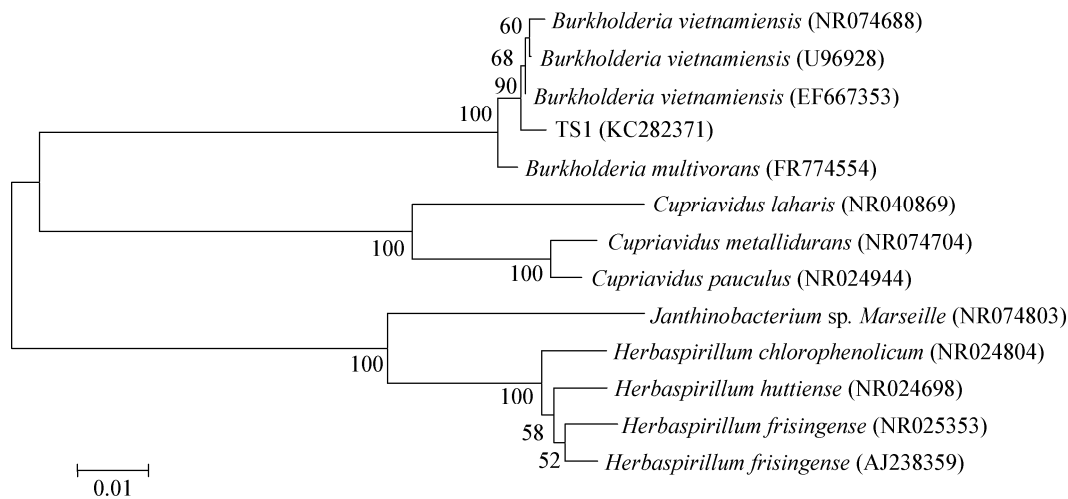 60
Burkholderia vietnamiensis (NR074688)
68
Burkholderia vietnamiensis (U96928)
90
Burkholderia vietnamiensis (EF667353)
100
TS1 (KC282371)
Burkholderia multivorans (FR774554)
Cupriavidus laharis (NR040869)
100
Cupriavidus metallidurans (NR074704)
100
Cupriavidus pauculus (NR024944)
Janthinobacterium sp. Marseille (NR074803)
100
Herbaspirillum chlorophenolicum (NR024804)
100
Herbaspirillum huttiense (NR024698)
58
Herbaspirillum frisingense (NR025353)
52
Herbaspirillum frisingense (AJ238359)
0.01